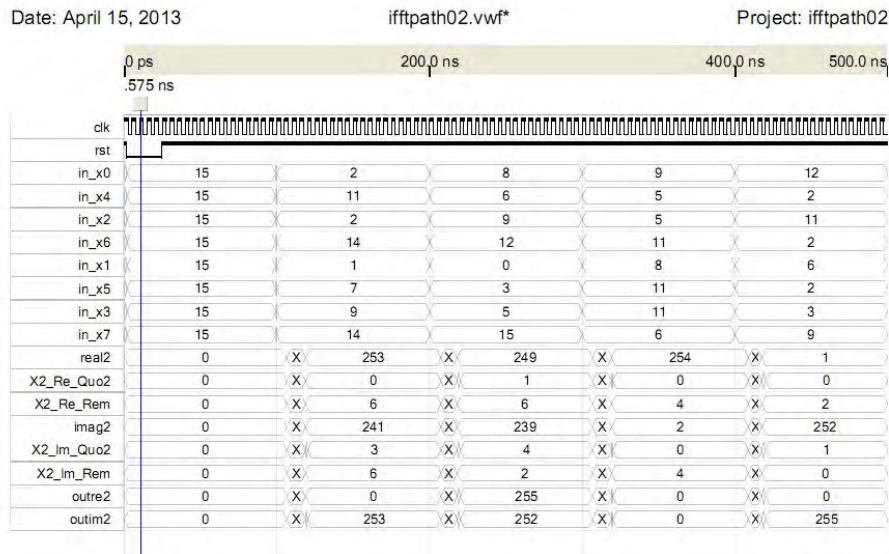 Date: April 15, 2013 ifftpath02.vwf* Project: ifftpath02
0 ps 200.0 ns 400.0 ns 500.0 ns
.575 ns
clk
rst
in_x0 15 2 8 9 12
in_x4 15 11 6 5 2
in_x2 15 2 9 5 11
in_x6 15 14 12 11 2
in_x1 15 1 0 8 6
in_x5 15 7 3 11 2
in_x3 15 9 5 11 3
in_x7 15 14 15 6 9
real2 0 X 253 X 249 X 254 X 1
X2_Re_Quo2 0 X 0 X 1 X 0 X 0
X2_Re_Rem 0 X 6 X 6 X 4 X 2
imag2 0 X 241 X 239 X 2 X 252
X2_Im_Quo2 0 X 3 X 4 X 0 X 1
X2_Im_Rem 0 X 6 X 2 X 4 X 0
outre2 0 X 0 X 255 X 0 X 0
outim2 0 X 253 X 252 X 0 X 255